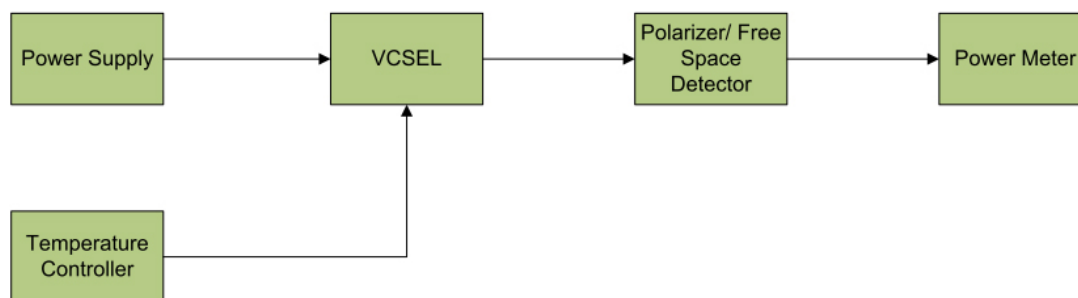 Power Supply
VCSEL
Polarizer/ Free
Space
Detector
Power Meter
Temperature
Controller